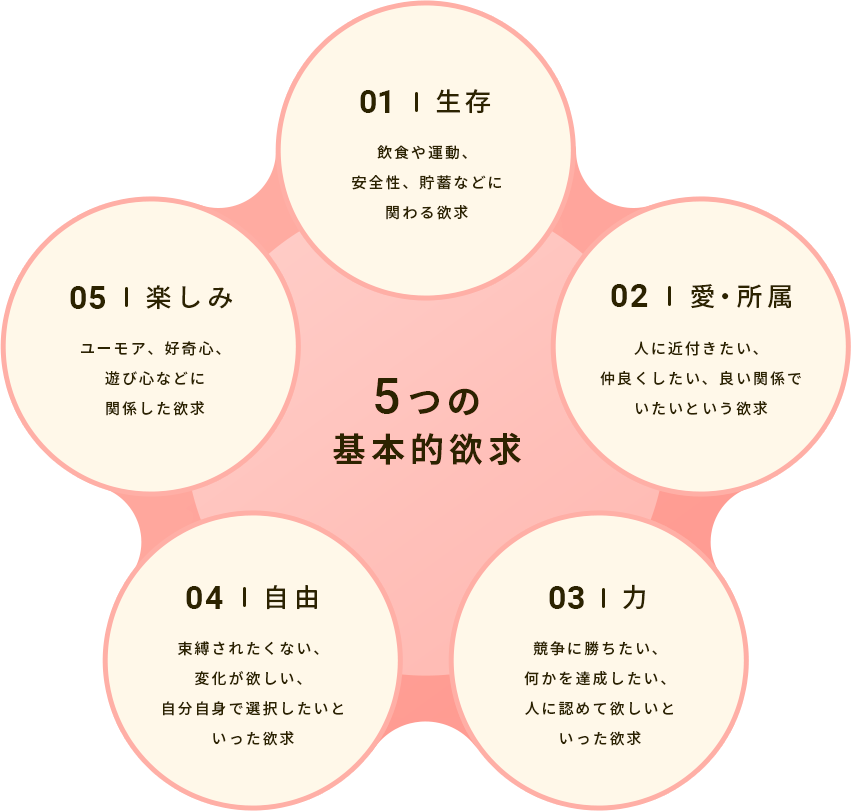 01 | 生存
飲食や運動、
安全性、貯蓄などに
関わる欲求
02 | 愛・所属
人に近付きたい、
仲良くしたい、良い関係で
いたいという欲求
03 | 力
競争に勝ちたい、
何かを達成したい、
人に認めて欲しいと
いった欲求
04 | 自由
束縛されたくない、
変化が欲しい、
自分自身で選択したいと
いった欲求
05 | 楽しみ
ユーモア、好奇心、
遊び心などに
関係した欲求
5つの
基本的欲求